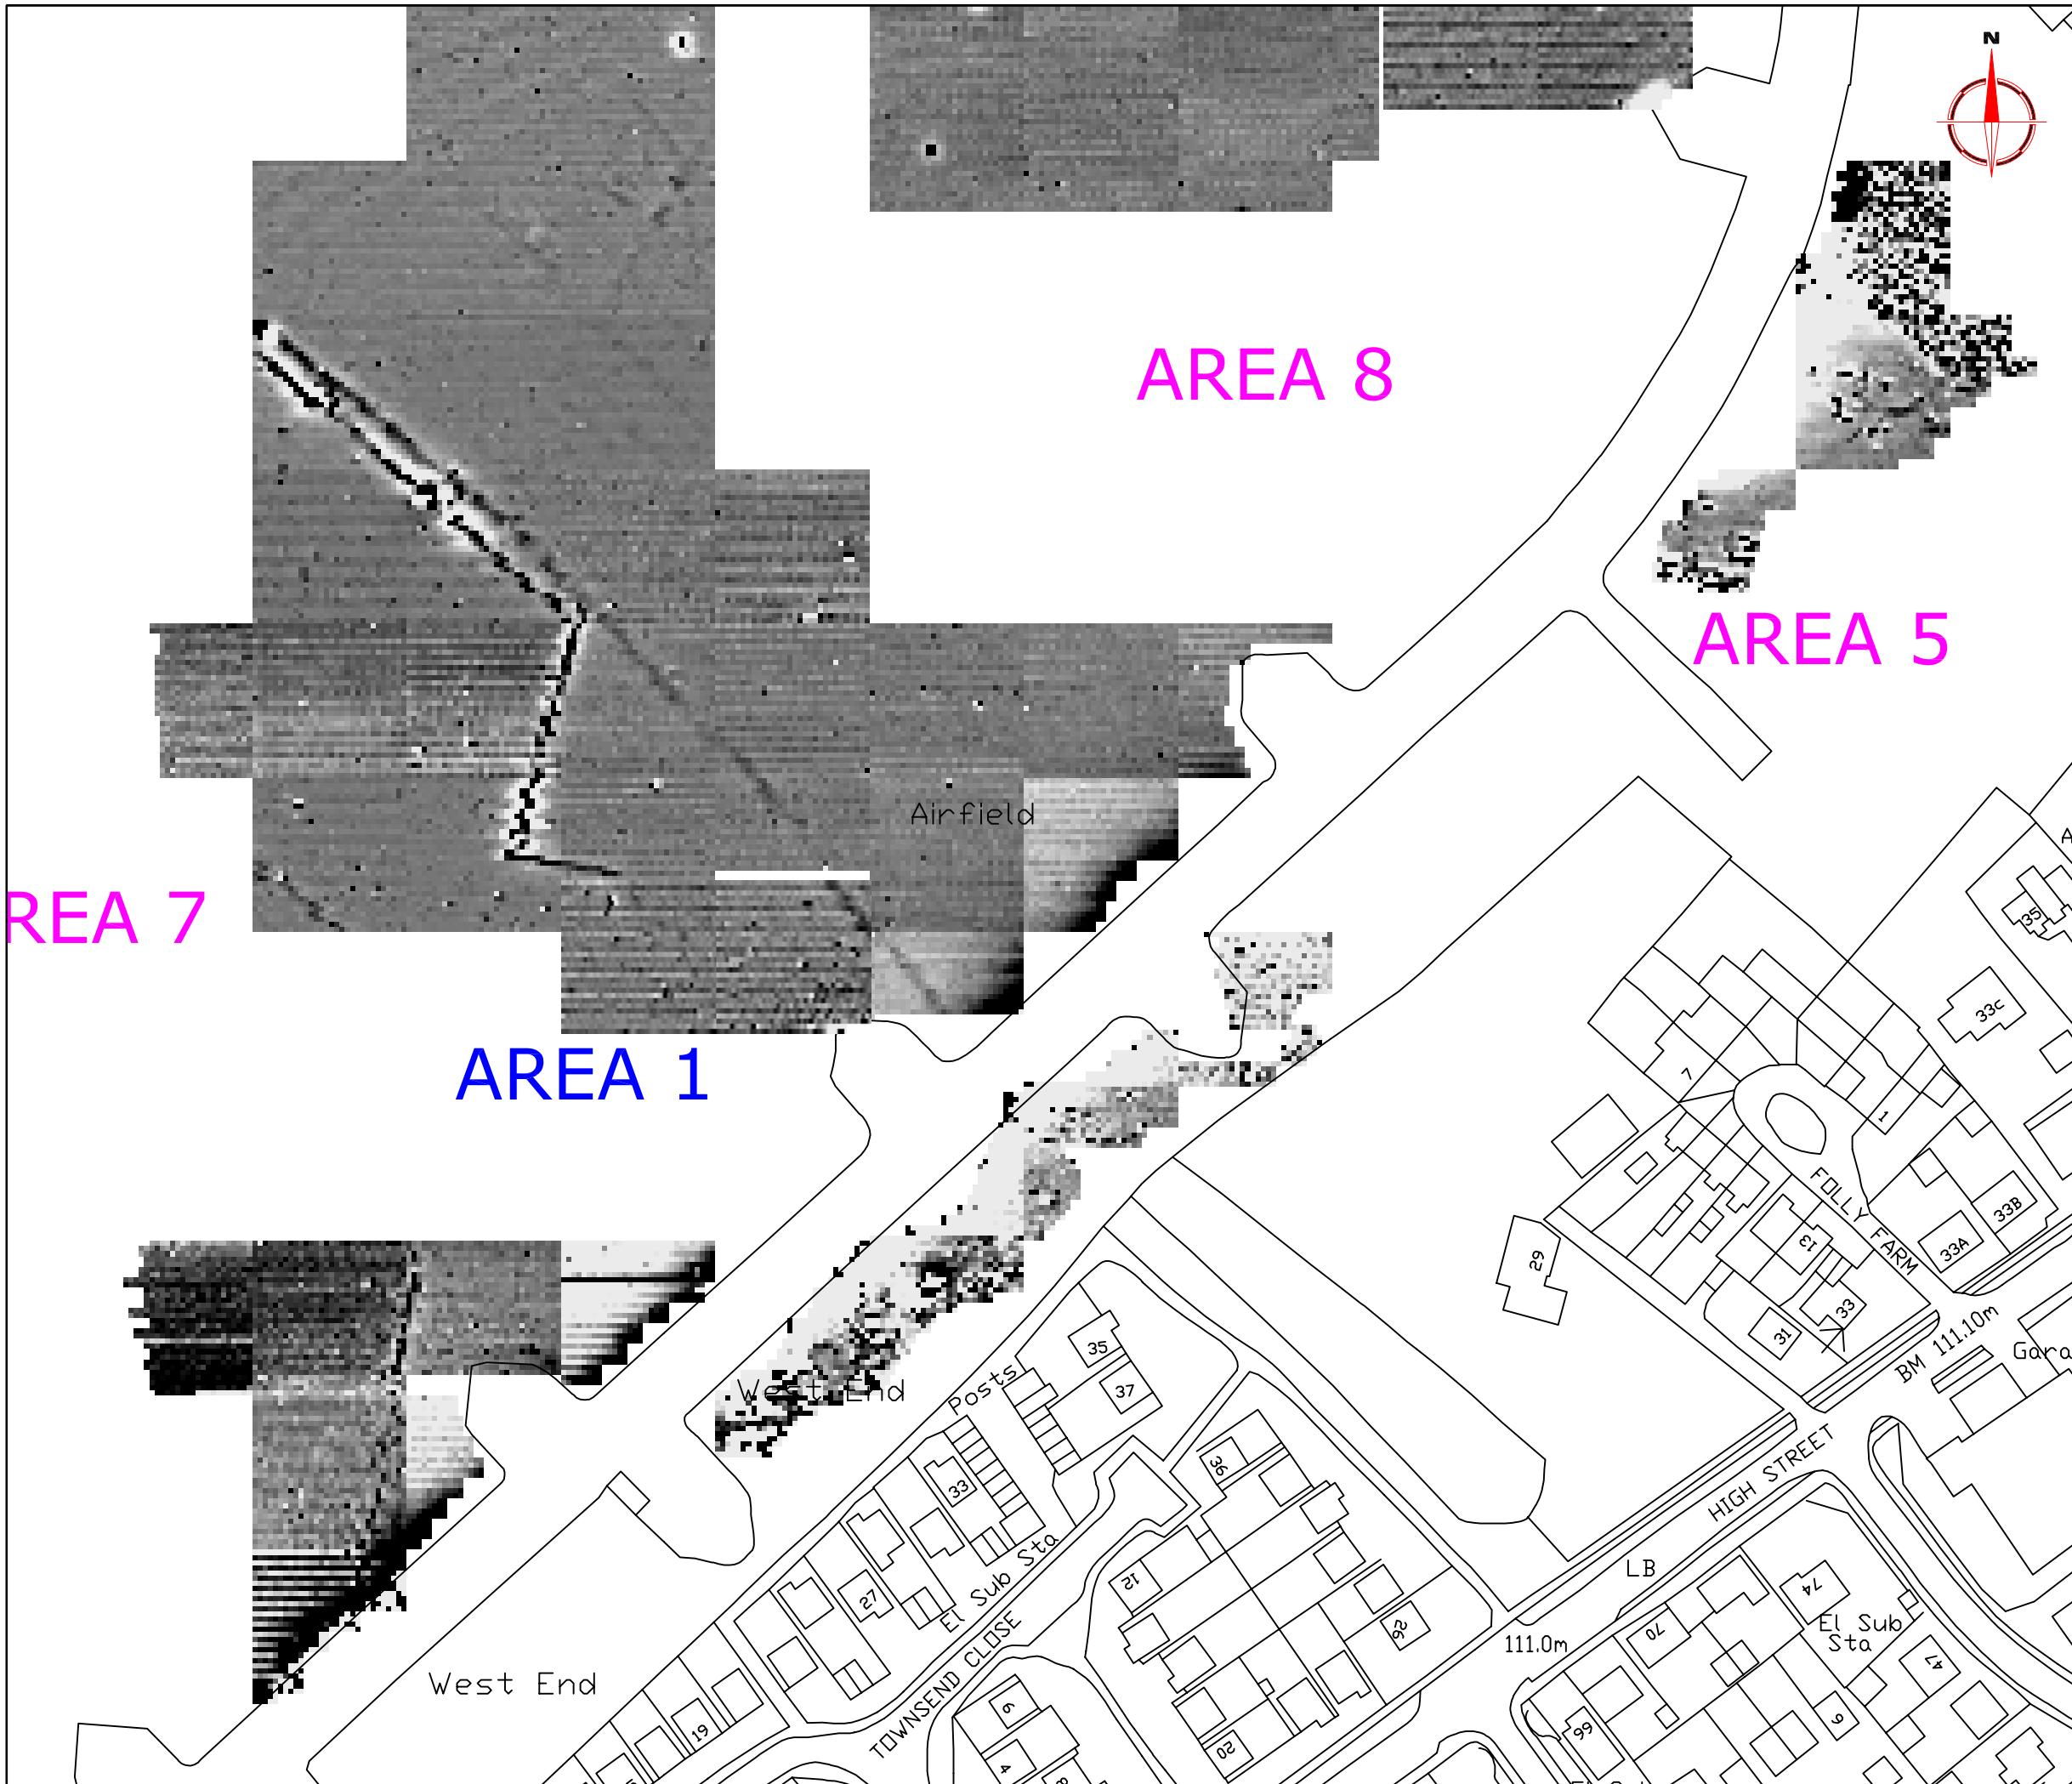 N
AREA 8
AREA 5
Airfield
REA 7
35
33c
AREA 1
7
1
FOLLY FARM
33B
33A
29
13
33
31
BM 111.10m
Gara
35
37
Posts
West End
36
33
HIGH STREET
El Sub Sta
LB
27
12
74
26
70
El Sub
Sta
111.0m
47
West End
TOWNSEND CLOSE
19
6
9
66
20
4
8